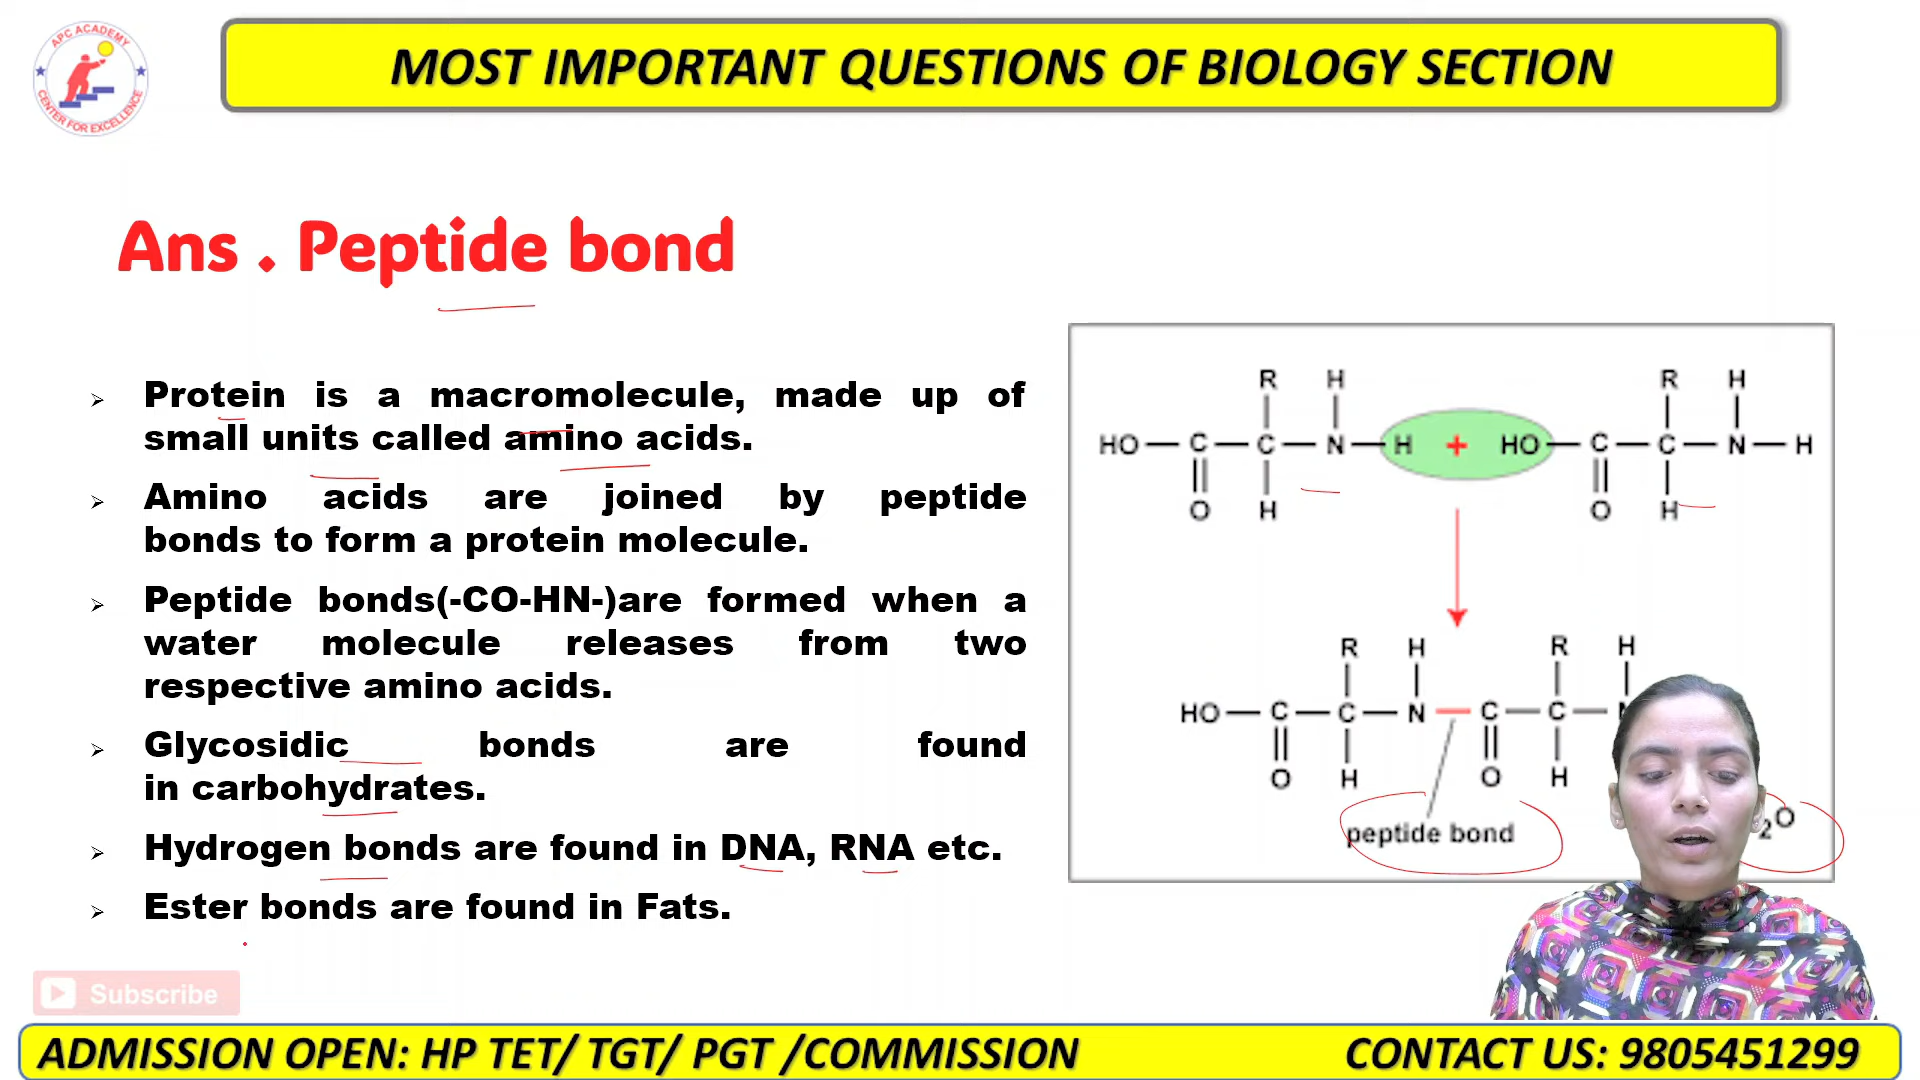 APC ACADEMY
CENTER FOR EXCELLENCE
MOST IMPORTANT QUESTIONS OF BIOLOGY SECTION
Ans . Peptide bond
Protein is a macromolecule, made up of
small units called amino acids.
Amino acids are joined by peptide
bonds to form a protein molecule.
Peptide bonds(-CO-HN-)are formed when a
water molecule releases from two
respective amino acids.
Glycosidic bonds are found
in carbohydrates.
Hydrogen bonds are found in DNA, RNA etc.
Ester bonds are found in Fats.
R H R H
HO C C N H + HO C C N H
O H O H
R H R H
HO C C N C C
O H O H
peptide bond
2O
Subscribe
ADMISSION OPEN: HP TET/ TGT/ PGT /COMMISSION
CONTACT US: 9805451299